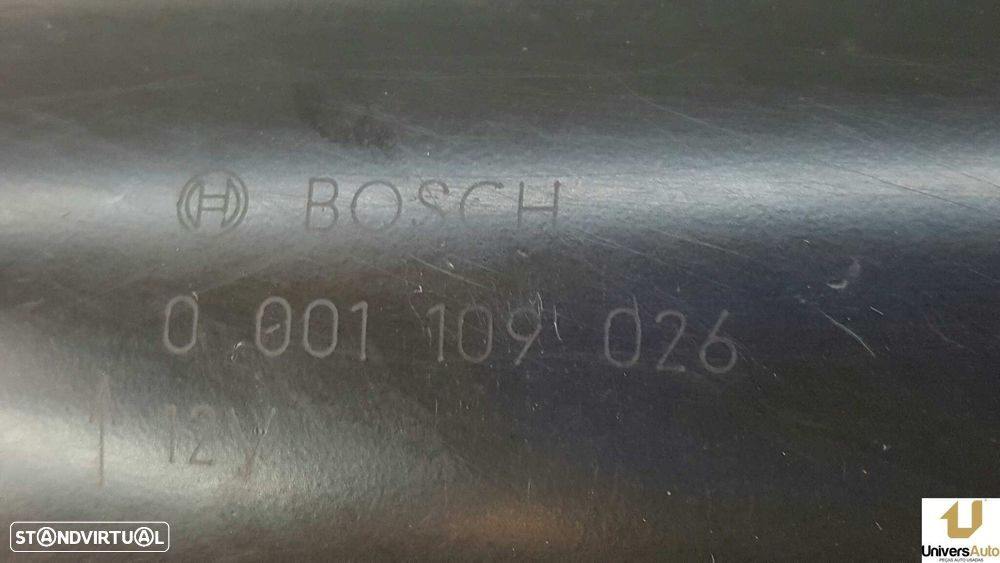 BOSCH
0 001 109 026
12V
STANDVIRTUAL
UniversAuto
PEÇAS AUTO USADAS